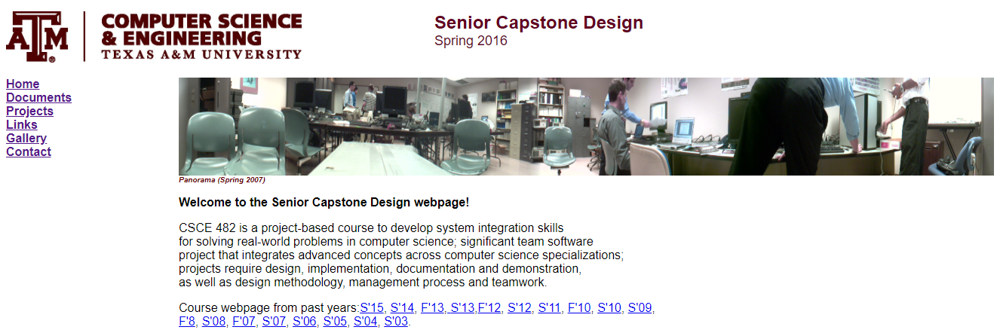 COMPUTER SCIENCE
& ENGINEERING
TEXAS A&M UNIVERSITY
ATM®
Senior Capstone Design
Spring 2016
Home
Documents
Projects
Links
Gallery
Contact
Panorama (Spring 2007)
Welcome to the Senior Capstone Design webpage!
CSCE 482 is a project-based course to develop system integration skills
for solving real-world problems in computer science; significant team software
project that integrates advanced concepts across computer science specializations;
projects require design, implementation, documentation and demonstration,
as well as design methodology, management process and teamwork.
Course webpage from past years:S'15, S'14, F'13, S'13,F'12, S'12, S'11, F'10, S'10, S'09,
F'8, S'08, F'07, S'07, S'06, S'05, S'04, S'03.